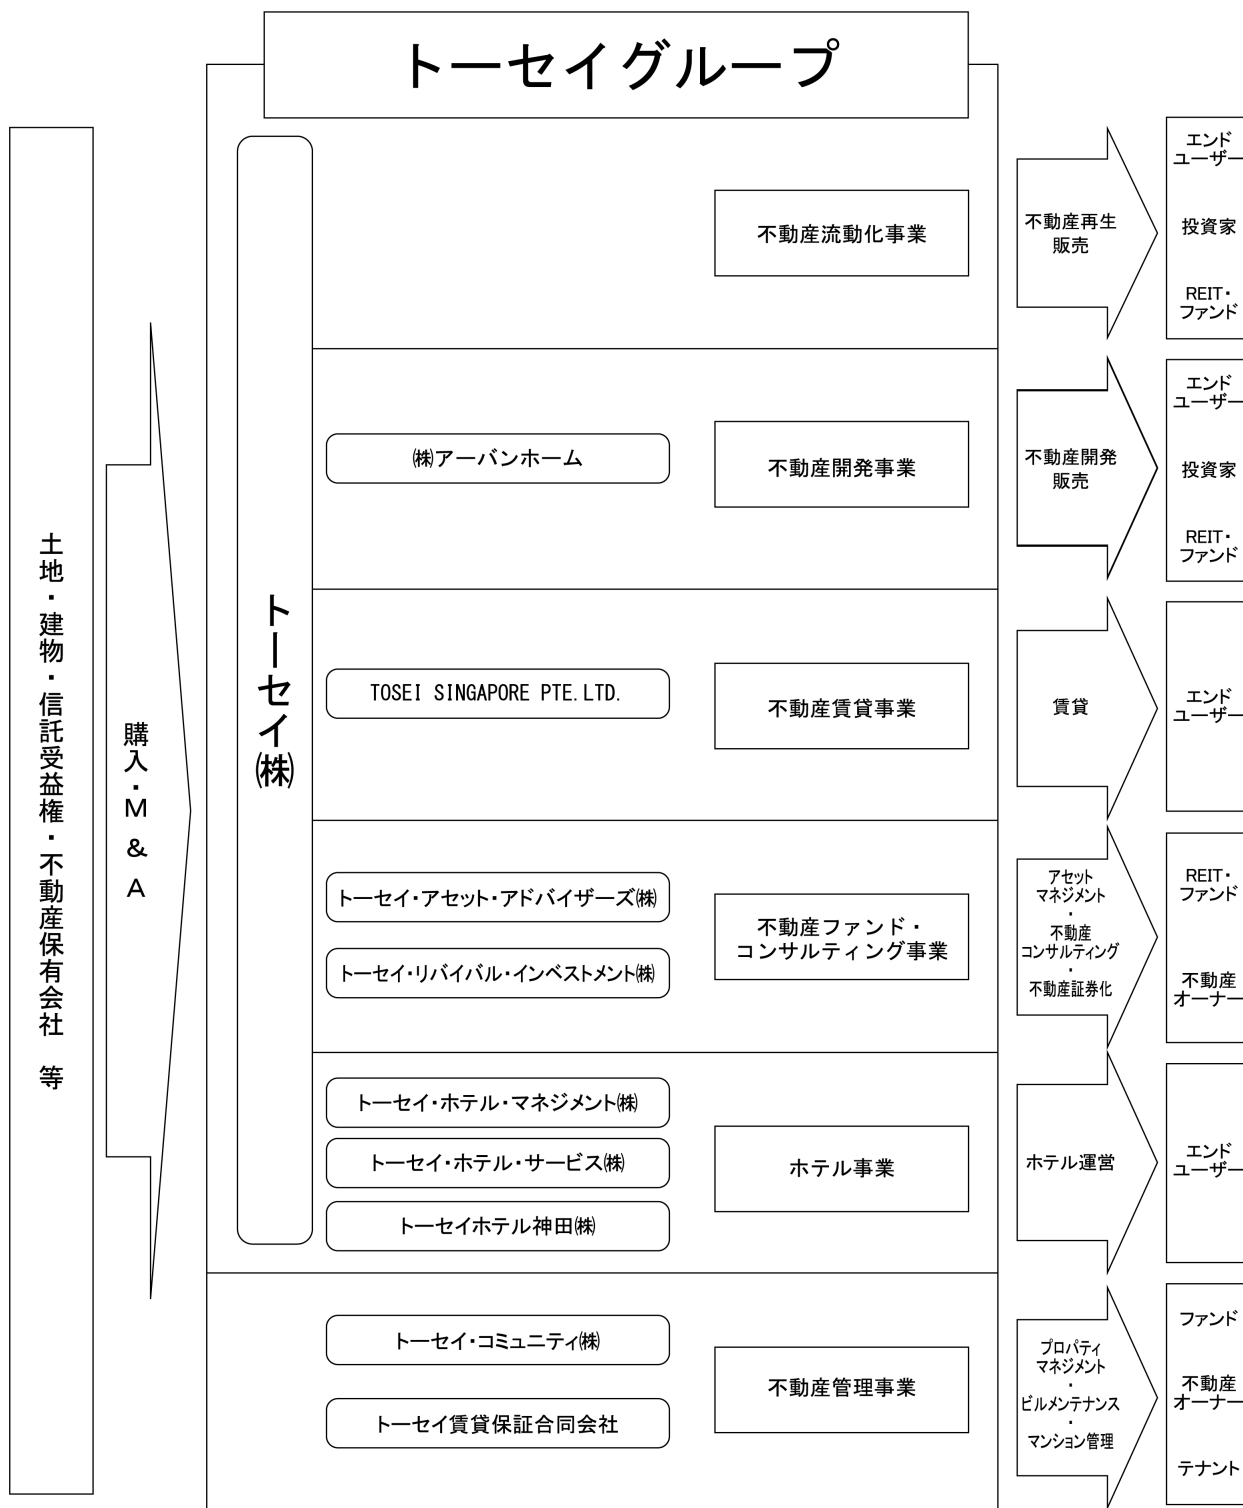 トーセイグループ
土地・建物・信託受益権・不動産保有会社　等
購入・M&A
トーセイ㈱
不動産流動化事業
不動産再生
販売
エンド
ユーザー
投資家
REIT・
ファンド
㈱アーバンホーム
不動産開発事業
不動産開発
販売
エンド
ユーザー
投資家
REIT・
ファンド
TOSEI SINGAPORE PTE.LTD.
不動産賃貸事業
賃貸
エンド
ユーザー
トーセイ・アセット・アドバイザーズ㈱
トーセイ・リバイバル・インベストメント㈱
不動産ファンド・
コンサルティング事業
アセット
マネジメント
・
不動産
コンサルティング
・
不動産証券化
REIT・
ファンド
不動産
オーナー
トーセイ・ホテル・マネジメント㈱
トーセイ・ホテル・サービス㈱
トーセイホテル神田㈱
ホテル事業
ホテル運営
エンド
ユーザー
トーセイ・コミュニティ㈱
トーセイ賃貸保証合同会社
不動産管理事業
プロパティ
マネジメント
・
ビルメンテナンス
・
マンション管理
ファンド
不動産
オーナー
テナント